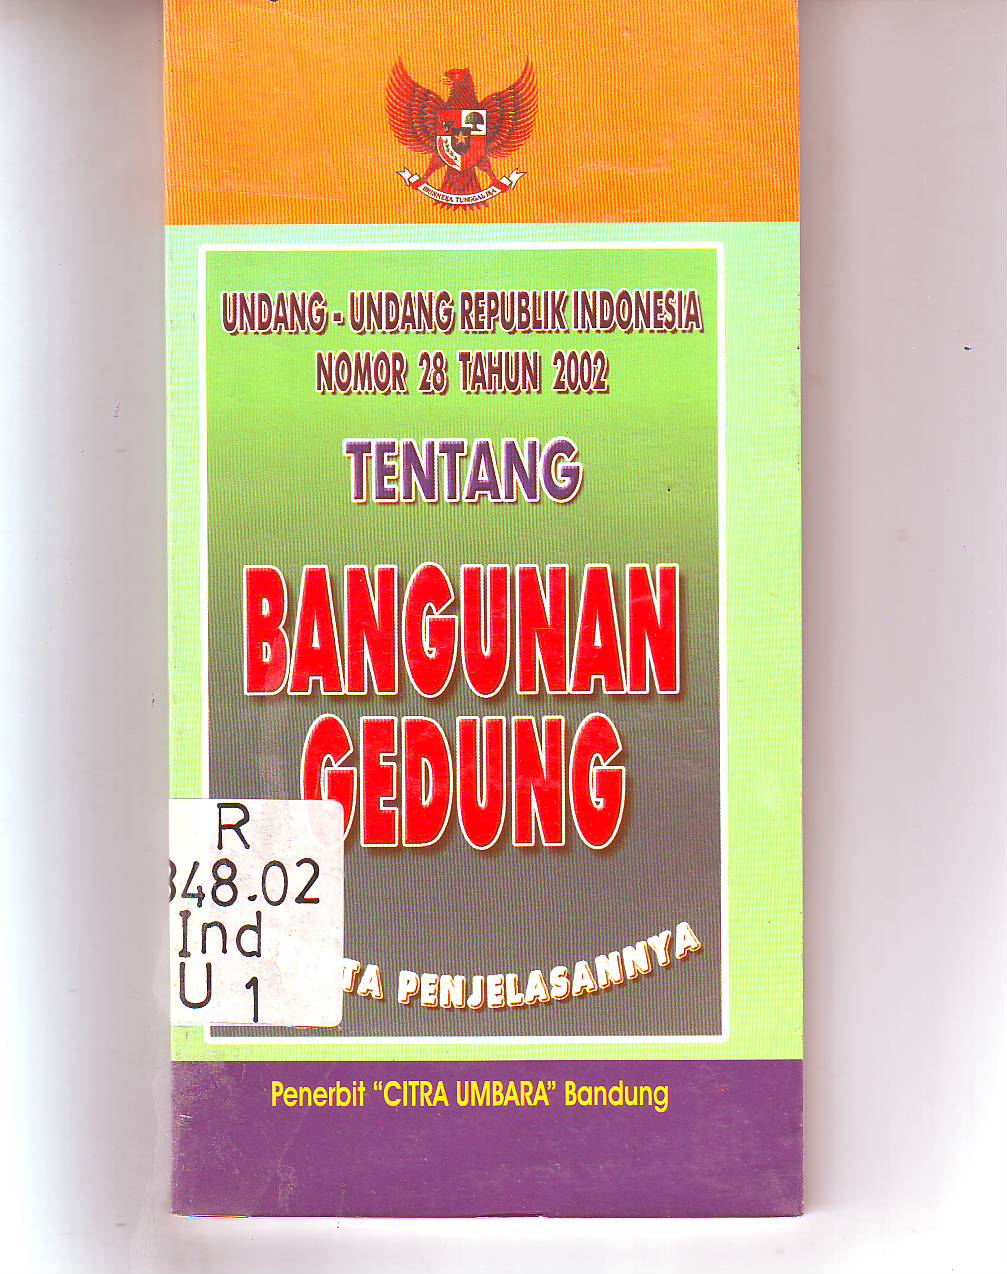 BHINNEKA TUNGGAL IKA
UNDANG - UNDANG REPUBLIK INDONESIA
NOMOR 28 TAHUN 2002
TENTANG
BANGUNAN
GEDUNG
R
48.02
Ind
U 1
TA PENJELASANNYA
Penerbit “CITRA UMBARA” Bandung